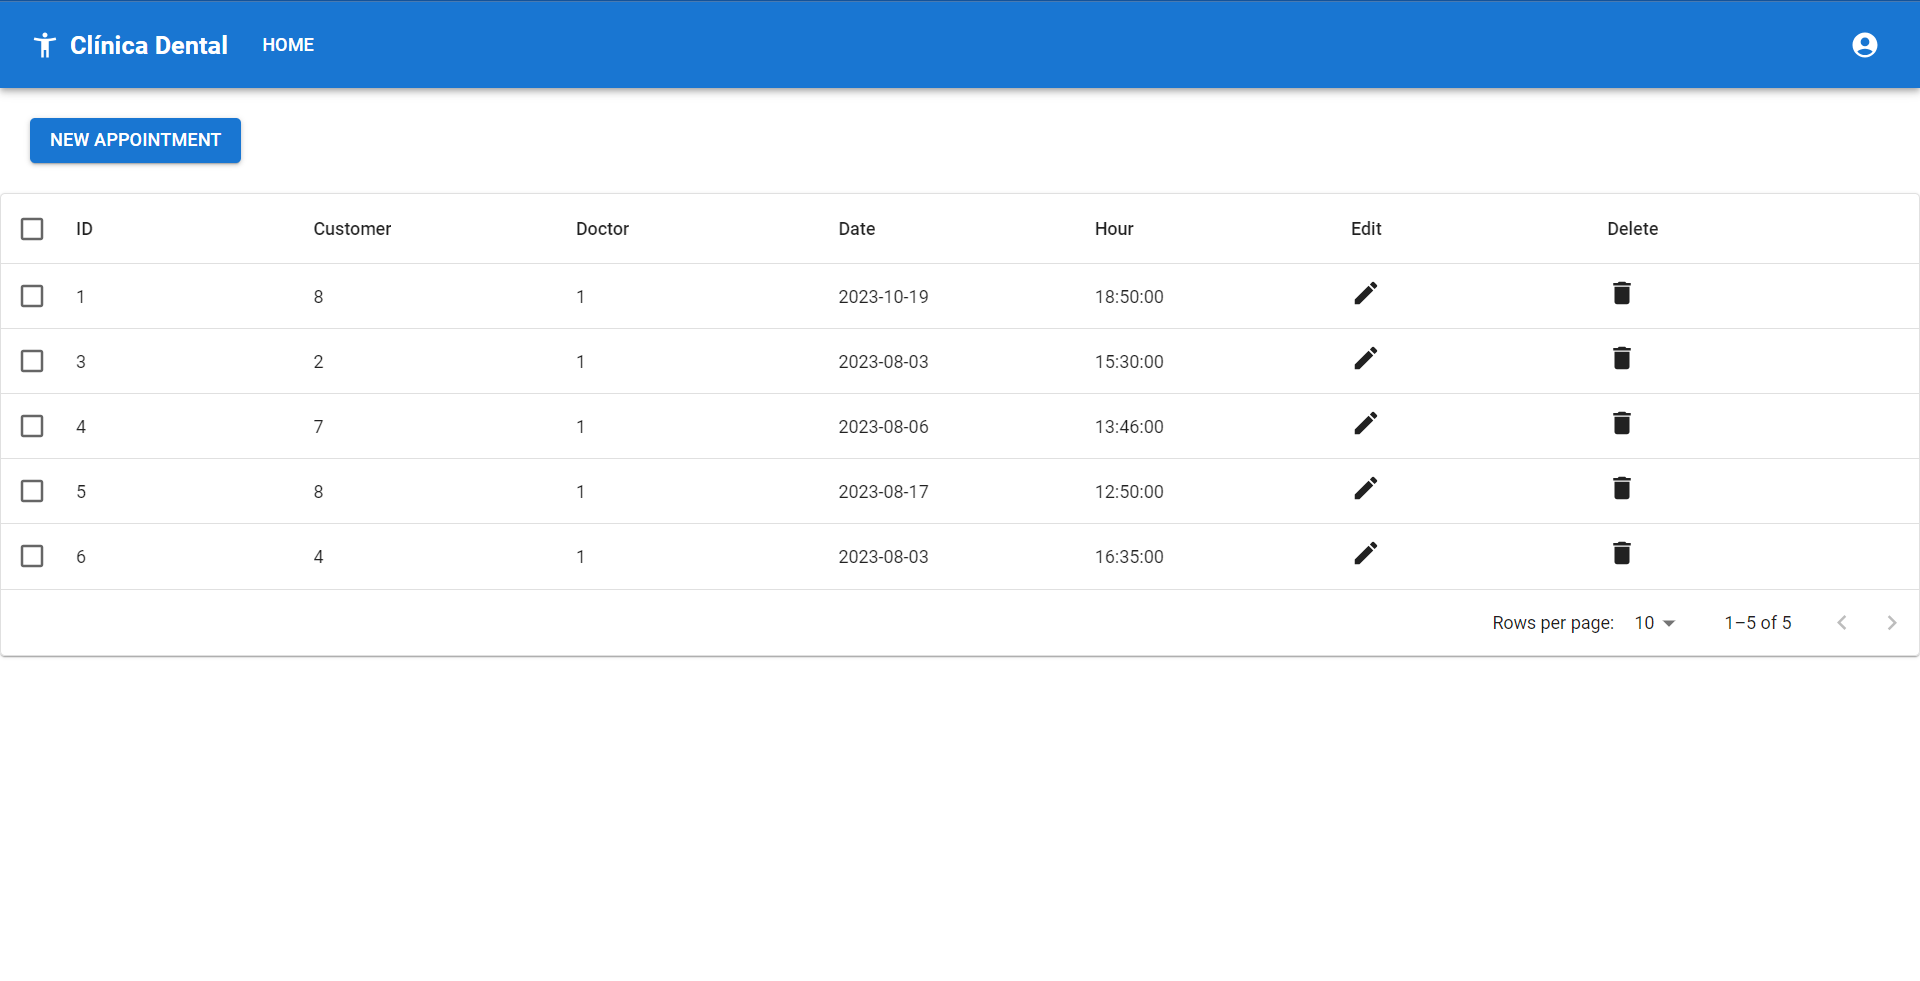 Clínica Dental HOME
NEW APPOINTMENT
ID Customer Doctor Date Hour Edit Delete
1 8 1 2023-10-19 18:50:00
3 2 1 2023-08-03 15:30:00
4 7 1 2023-08-06 13:46:00
5 8 1 2023-08-17 12:50:00
6 4 1 2023-08-03 16:35:00
Rows per page: 10 1–5 of 5